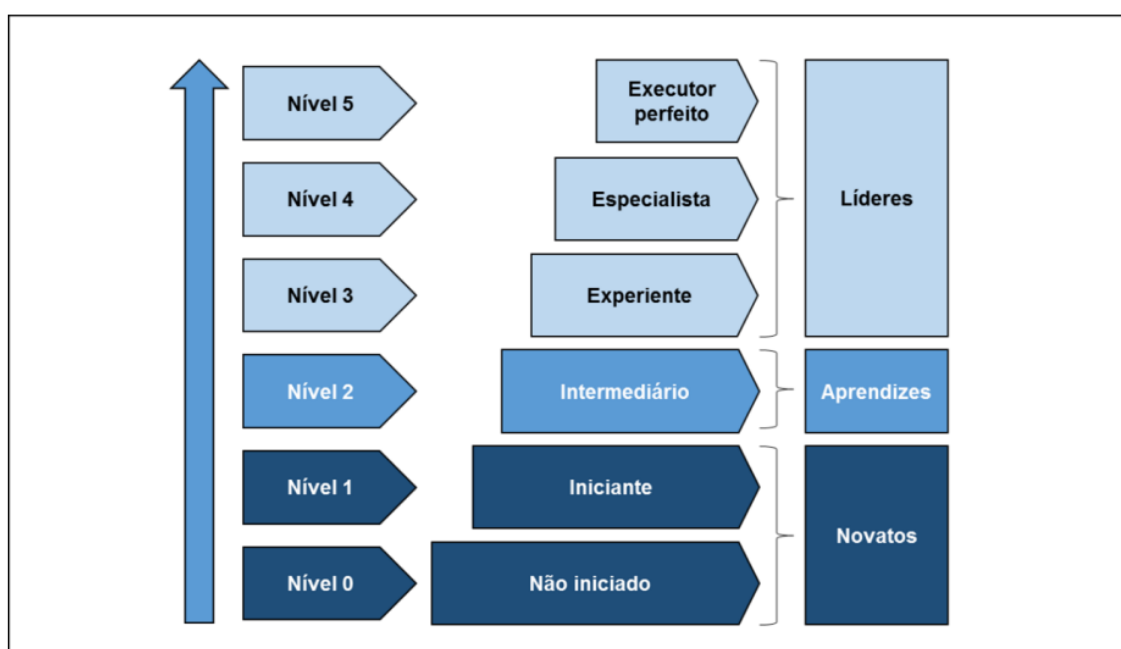 Nível 5
Executor
perfeito
Nível 4
Especialista
Líderes
Nível 3
Experiente
Nível 2
Intermediário
Aprendizes
Nível 1
Iniciante
Novatos
Nível 0
Não iniciado